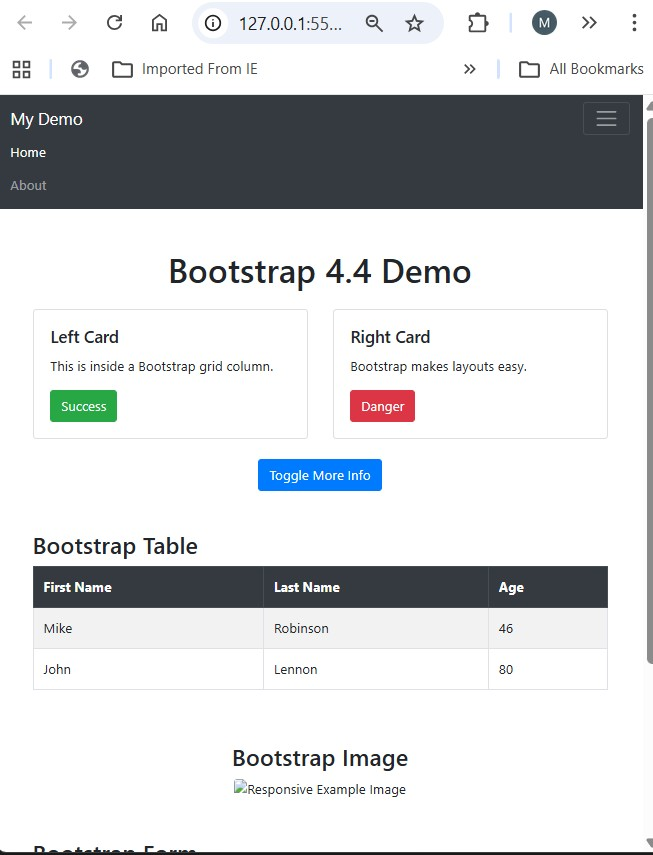 127.0.0.1:55...
M
Imported From IE
All Bookmarks
My Demo
Home
About
Bootstrap 4.4 Demo
Left Card
Right Card
This is inside a Bootstrap grid column.
Bootstrap makes layouts easy.
Success
Danger
Toggle More Info
Bootstrap Table
First Name Last Name Age
Mike Robinson 46
John Lennon 80
Bootstrap Image
Responsive Example Image
Bootstrap Form